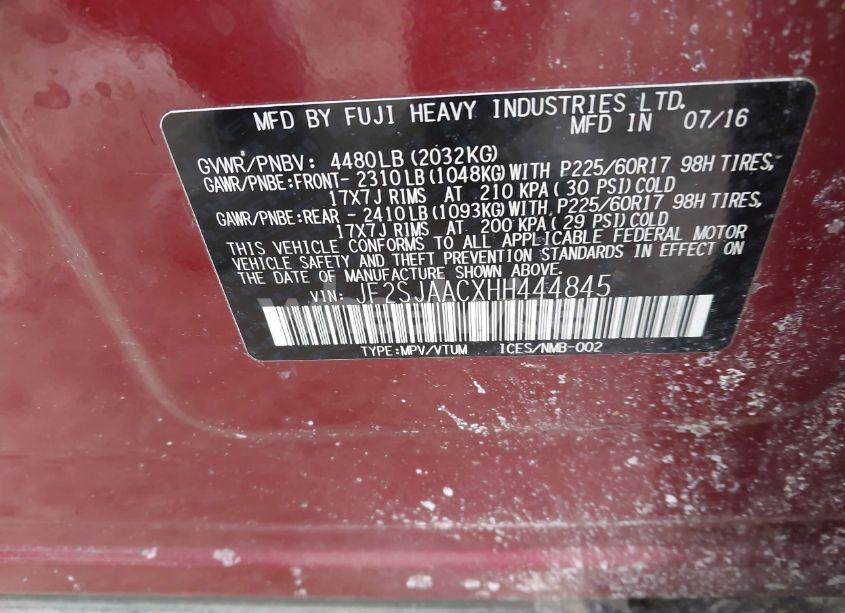 MFD BY FUJI HEAVY INDUSTRIES LTD.
MFD IN 07/16
GVWR/PNBV: 4480LB(2032KG)
GAWR/PNBE:FRONT- 2310LB(1048KG)WITH P225/60R17 98H TIRES,
17X7J RIMS AT 210 KPA( 30 PSI)COLD
GAWR/PNBE:REAR - 2410LB(1093KG)WITH P225/60R17 98H TIRES,
17X7J RIMS AT 200 KPA( 29 PSI)COLD
THIS VEHICLE CONFORMS TO ALL APPLICABLE FEDERAL MOTOR
VEHICLE SAFETY AND THEFT PREVENTION STANDARDS IN EFFECT ON
THE DATE OF MANUFACTURE SHOWN ABOVE.
VIN: JF2SJAACXHH444845
TYPE:MPV/VTUM ICES/NMB-002